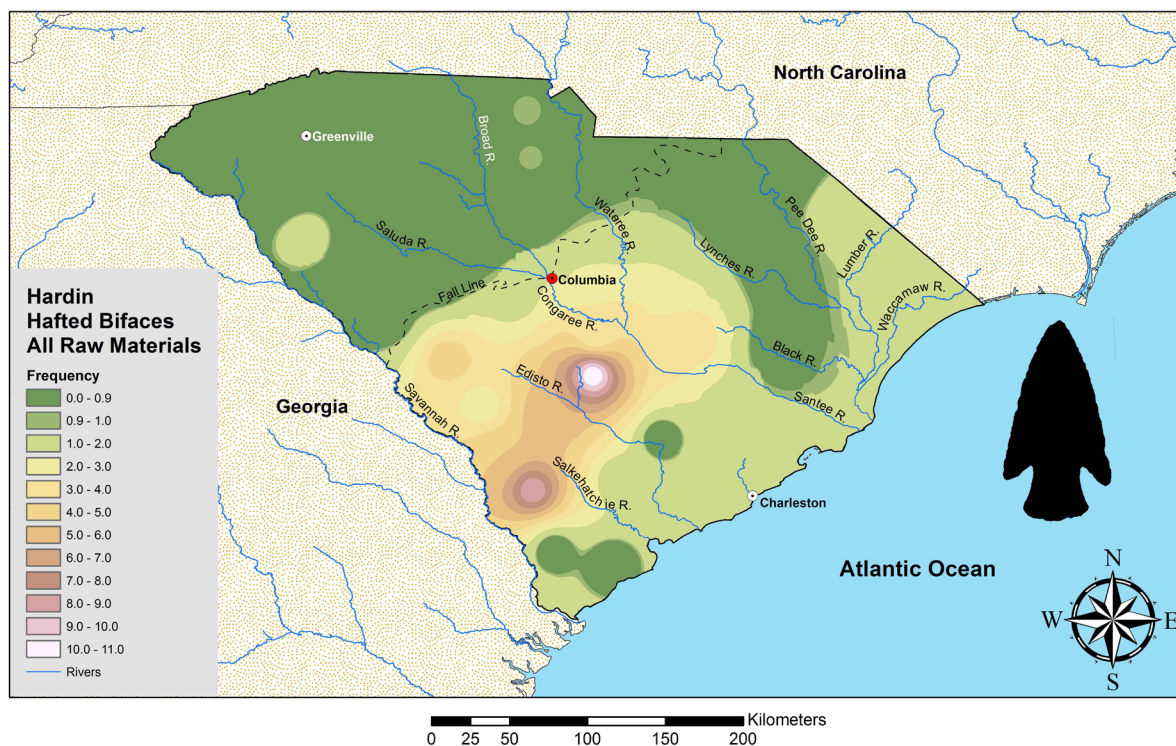 North Carolina
Greenville
Broad R.
Wateree R.
Pee Dee R.
Lumber R.
Saluda R.
Lynches R.
Waccamaw R.
Columbia
Fall Line
Congaree R.
Black R.
Edisto R.
Santee R.
Savannah R.
Georgia
Salkehatchie R.
Charleston
Atlantic Ocean
Hardin
Hafted Bifaces
All Raw Materials
Frequency
0.0 - 0.9
0.9 - 1.0
1.0 - 2.0
2.0 - 3.0
3.0 - 4.0
4.0 - 5.0
5.0 - 6.0
6.0 - 7.0
7.0 - 8.0
8.0 - 9.0
9.0 - 10.0
10.0 - 11.0
Rivers
N
W E
S
Kilometers
0 25 50 100 150 200